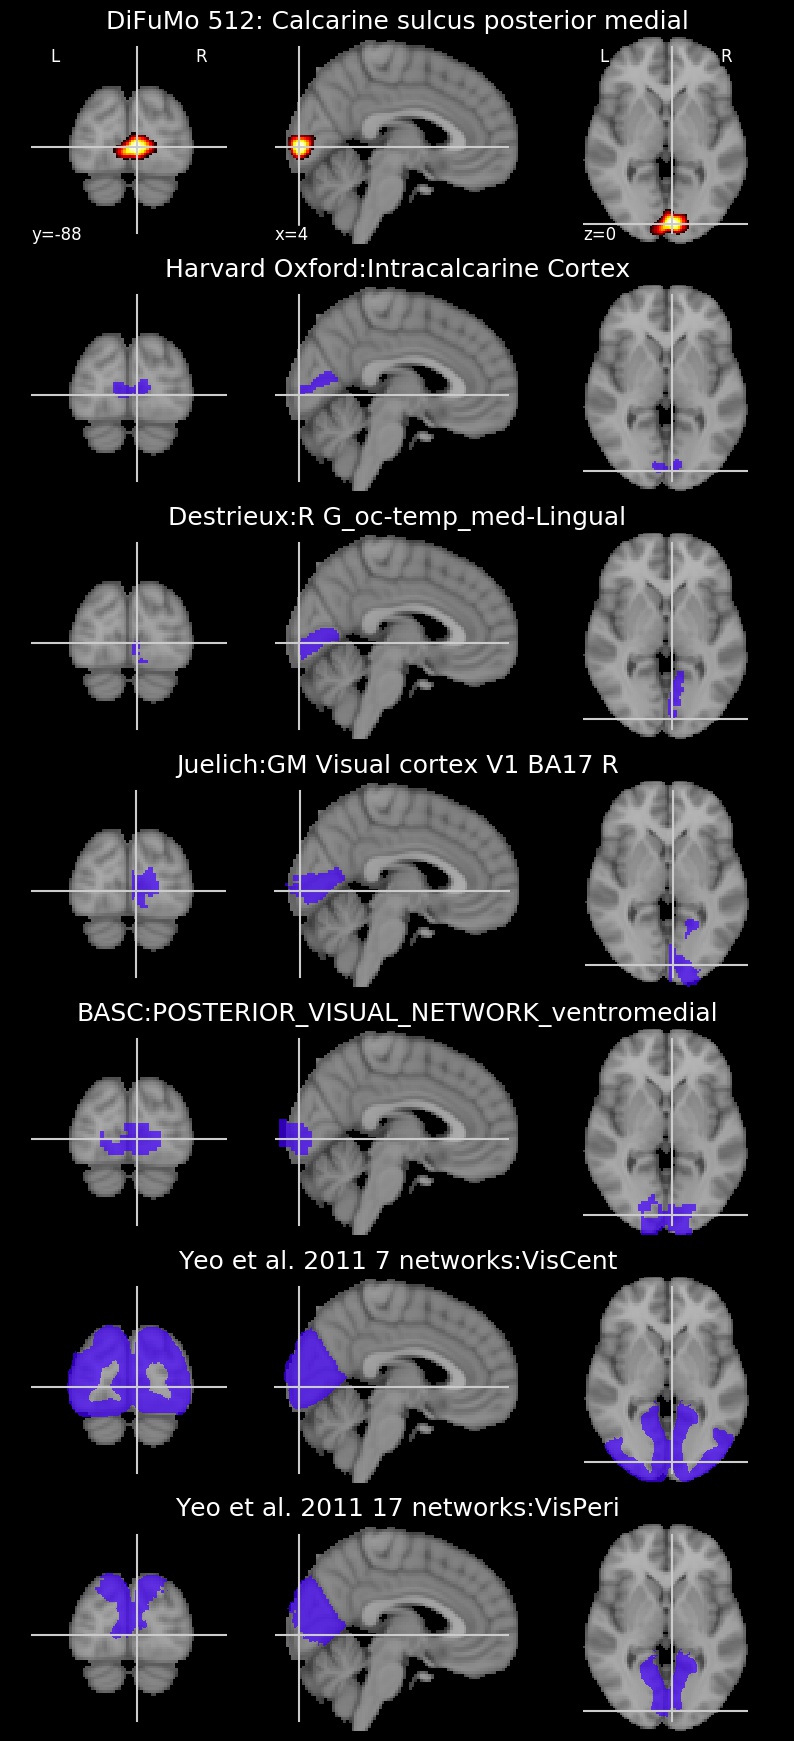 DiFuMo 512: Calcarine sulcus posterior medial
L R L R
y=-88 x=4 z=0
Harvard Oxford:Intracalcarine Cortex
Destrieux:R G_oc-temp_med-Lingual
Juelich:GM Visual cortex V1 BA17 R
BASC:POSTERIOR_VISUAL_NETWORK_ventromedial
Yeo et al. 2011 7 networks:VisCent
Yeo et al. 2011 17 networks:VisPeri